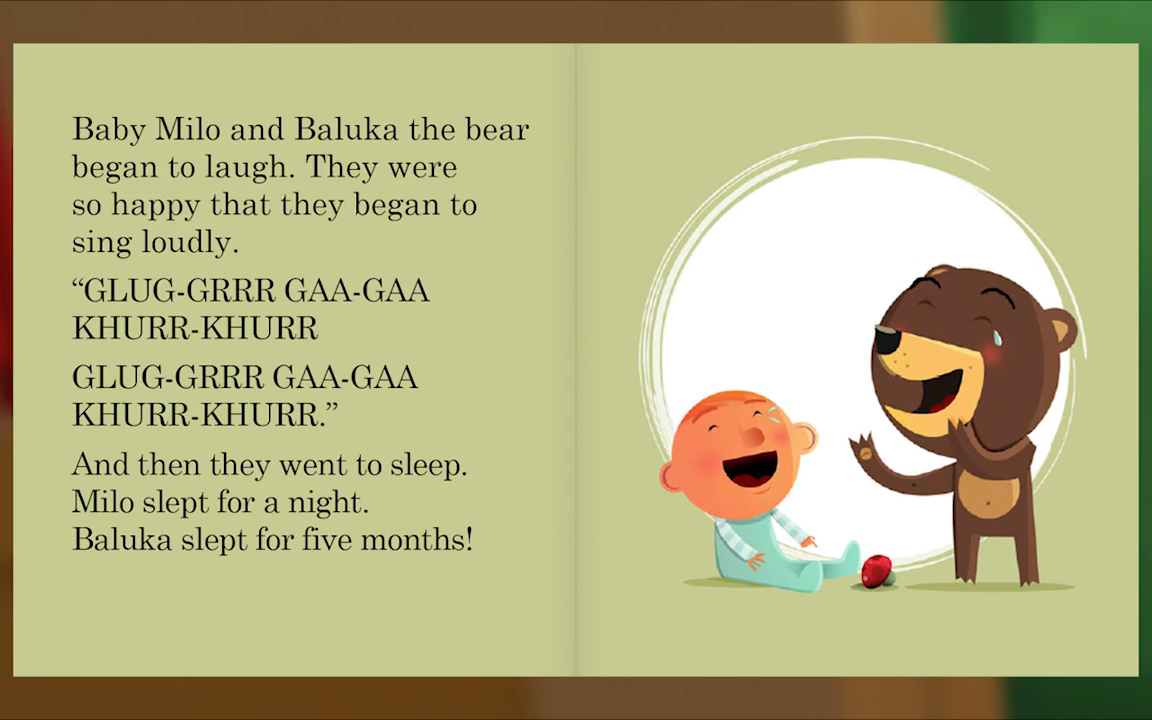 Baby Milo and Baluka the bear
began to laugh. They were
so happy that they began to
sing loudly.
“GLUG-GRRR GAA-GAA
KHURR-KHURR
GLUG-GRRR GAA-GAA
KHURR-KHURR.”
And then they went to sleep.
Milo slept for a night.
Baluka slept for five months!